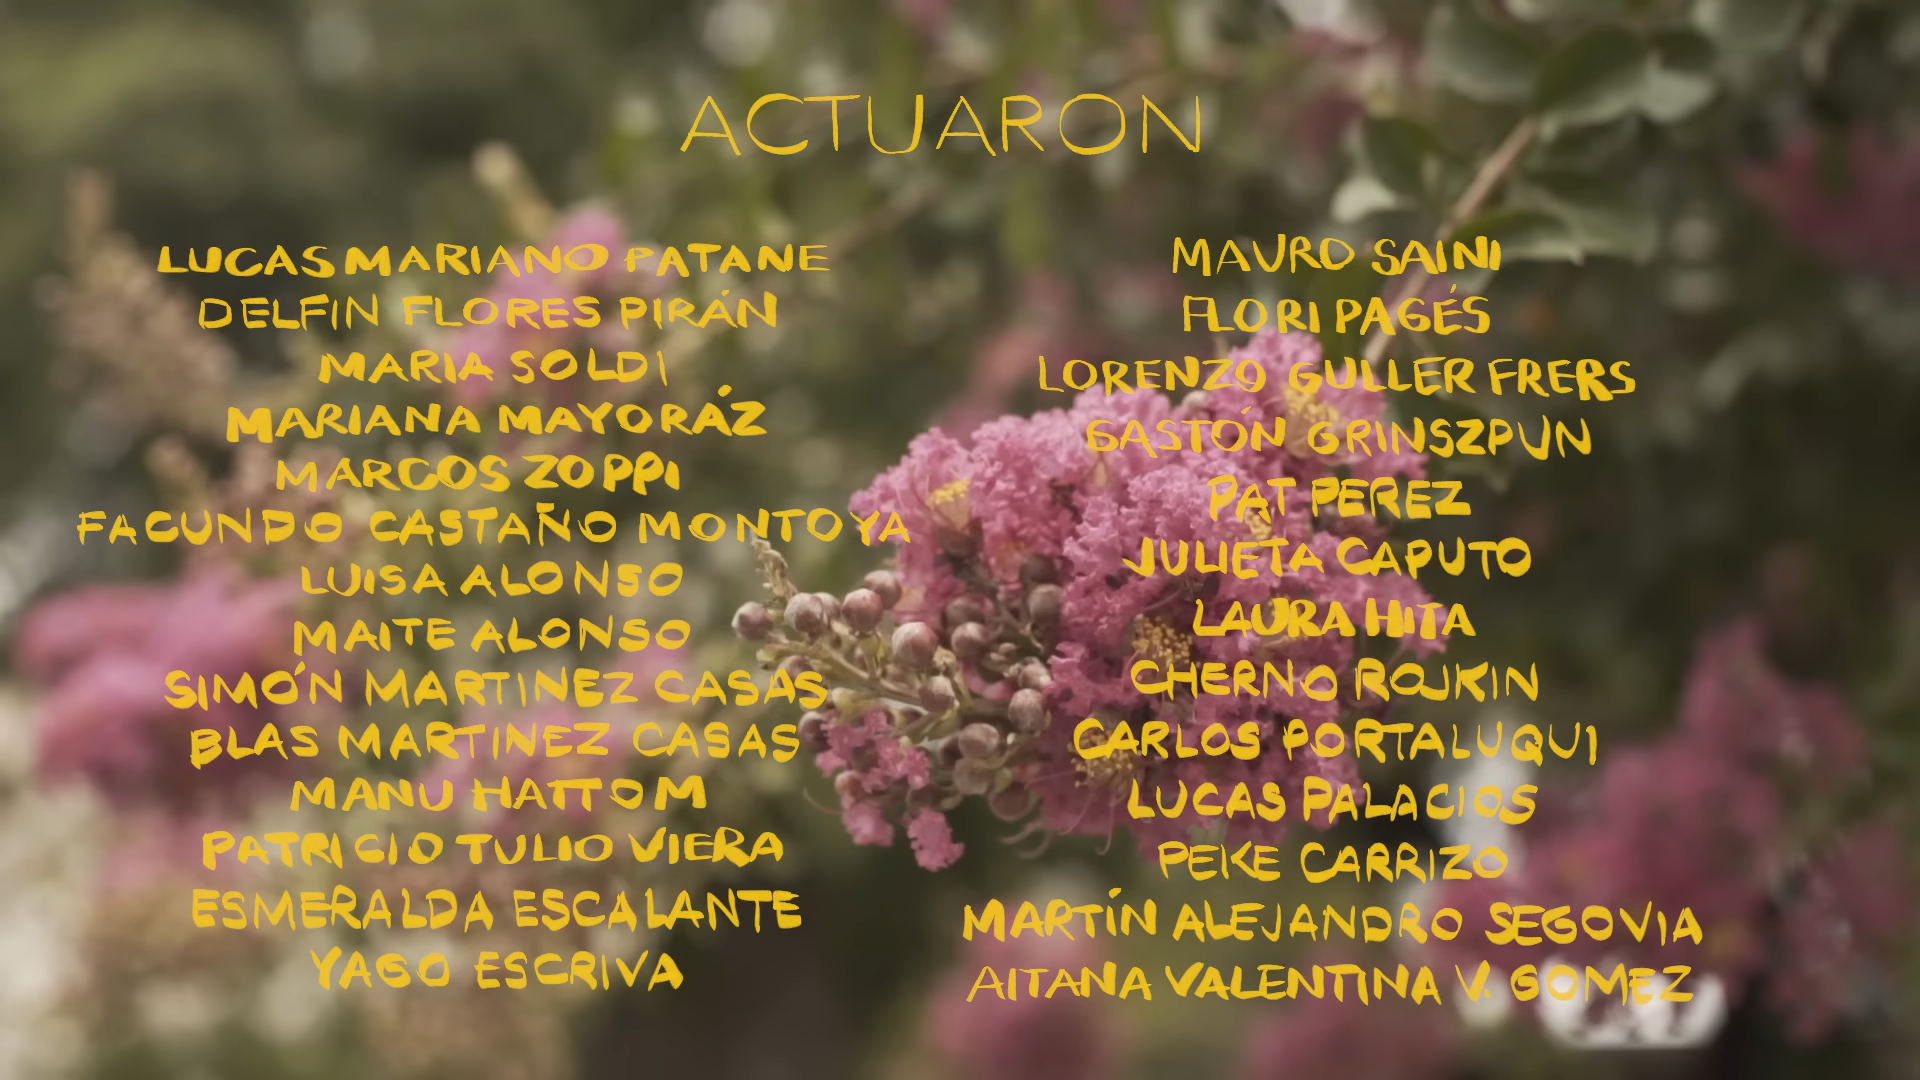 ACTUARON
LUCAS MARIANO PATANE
DELFIN FLORES PIRÁN
MARIA SOLDI
MARIANA MAYORÁZ
MARCOS ZOPPI
FACUNDO CASTAÑO MONTOYA
LUISA ALONSO
MAITE ALONSO
SIMÓN MARTINEZ CASAS
BLAS MARTINEZ CASAS
MANU HATTOM
PATRICIO TULIO VIERA
ESMERALDA ESCALANTE
YAGO ESCRIVA
MAURO SAINI
FLORI PAGÉS
LORENZO GULLER FRERS
GASTÓN GRINSZPUN
PAT PEREZ
JULIETA CAPUTO
LAURA HITA
CHERNO ROJKIN
CARLOS PORTALUQUI
LUCAS PALACIOS
PEKE CARRIZO
MARTÍN ALEJANDRO SEGOVIA
AITANA VALENTINA V. GOMEZ